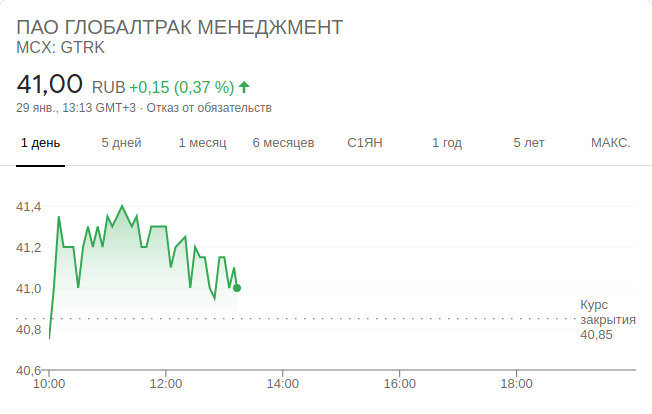 ПАО ГЛОБАЛТРАК МЕНЕДЖМЕНТ
MCX: GTRK
41,00 RUB +0,15 (0,37 %)
29 янв., 13:13 GMT+3 · Отказ от обязательств
1 день 5 дней 1 месяц 6 месяцев С1ЯН 1 год 5 лет МАКС.
41,4
41,2
41,0
40,8
40,6
Курс
закрытия
40,85
10:00 12:00 14:00 16:00 18:00